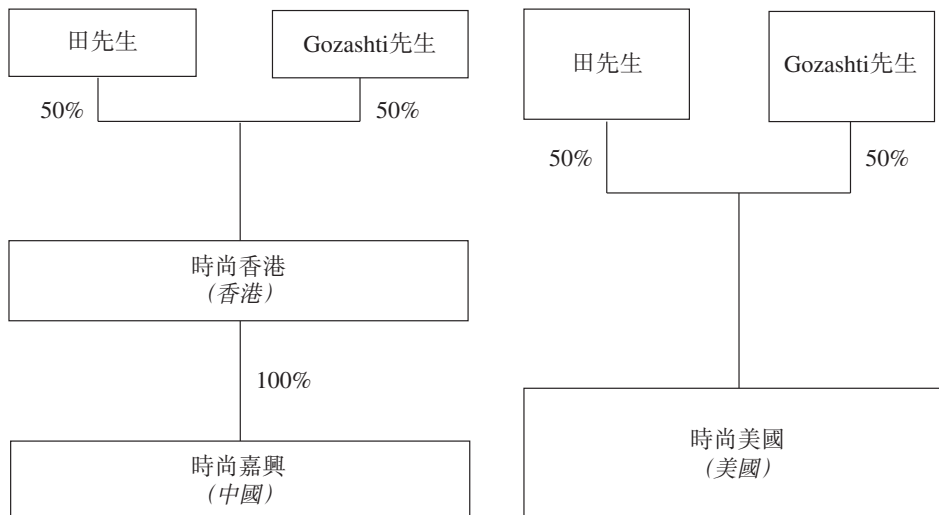 田先生
Gozashti先生
50%
50%
時尚香港
(香港)
100%
時尚嘉興
(中國)
田先生
Gozashti先生
50%
50%
時尚美國
(美國)